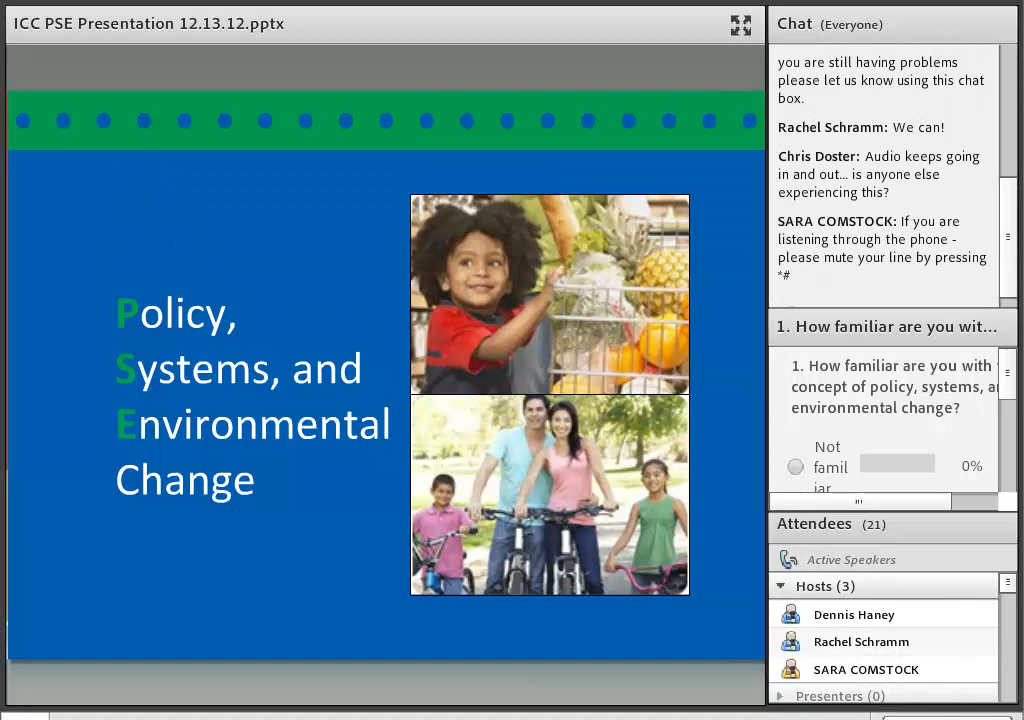 ICC PSE Presentation 12.13.12.pptx
Policy,
Systems, and
Environmental
Change
Chat (Everyone)
you are still having problems
please let us know using this chat
box.
Rachel Schramm: We can!
Chris Doster: Audio keeps going
in and out... is anyone else
experiencing this?
SARA COMSTOCK: If you are
listening through the phone -
please mute your line by pressing
*#
1. How familiar are you wit...
1. How familiar are you with
concept of policy, systems, a
environmental change?
Not
famil
iar
0%
Attendees (21)
Active Speakers
Hosts (3)
Dennis Haney
Rachel Schramm
SARA COMSTOCK
Presenters (0)